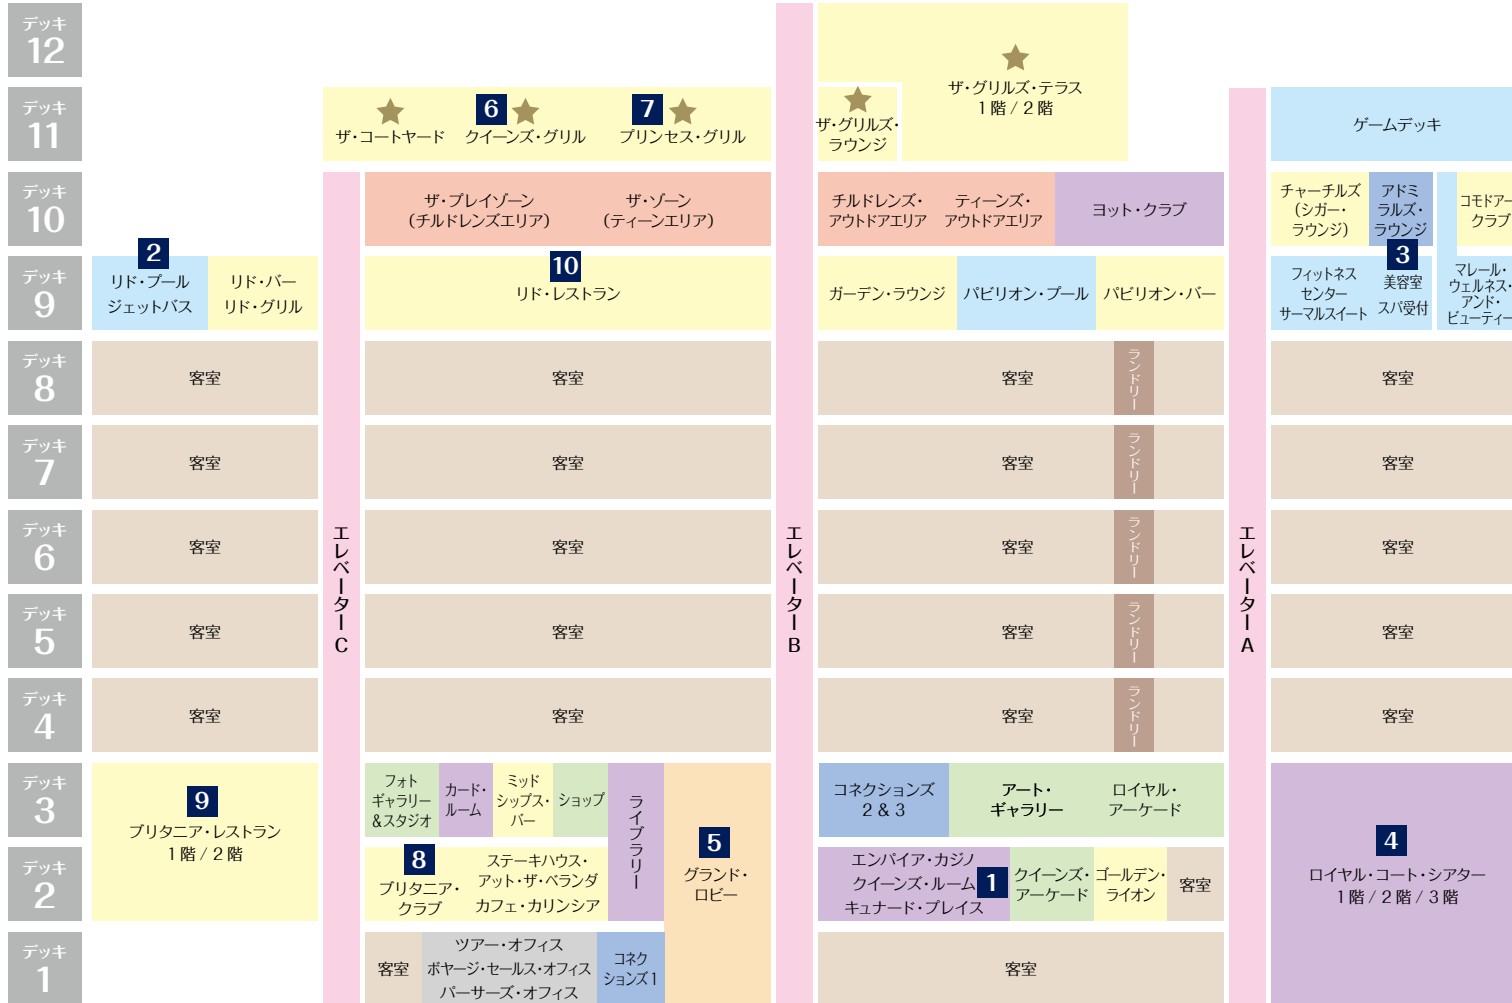 デッキ
12
ザ・グリルズ・テラス
1階 / 2階
デッキ
11
ザ・コートヤード
6
クイーンズ・グリル
7
プリンセス・グリル
ザ・グリルズ・
ラウンジ
ゲームデッキ
デッキ
10
ザ・プレイゾーン
(チルドレンズエリア)
ザ・ゾーン
(ティーンエリア)
チルドレンズ・
アウトドアエリア
ティーンズ・
アウトドアエリア
ヨット・クラブ
チャーチルズ
(シガー・
ラウンジ)
アドミ
ラルズ・
ラウンジ
コモドアー
クラブ
デッキ
9
2
リド・プール
ジェットバス
リド・バー
リド・グリル
10
リド・レストラン
ガーデン・ラウンジ
パビリオン・プール
パビリオン・バー
フィットネス
センター
サーマルスイート
3
美容室
スパ受付
マレール・
ウェルネス・
アンド・
ビューティー
デッキ
8
客室
客室
客室
ランドリー
客室
デッキ
7
客室
客室
客室
ランドリー
客室
デッキ
6
客室
客室
客室
ランドリー
客室
デッキ
5
客室
客室
客室
ランドリー
客室
デッキ
4
客室
客室
客室
ランドリー
客室
エレベーター C
エレベーター B
エレベーター A
デッキ
3
9
ブリタニア・レストラン
1階 / 2階
フォト
ギャラリー
&スタジオ
カード・
ルーム
ミッド
シップス・
バー
ショップ
ライブラリー
5
グランド・
ロビー
コネクションズ
2 & 3
アート・
ギャラリー
ロイヤル・
アーケード
4
ロイヤル・コート・シアター
1階 / 2階 / 3階
デッキ
2
8
ブリタニア・
クラブ
ステーキハウス・
アット・ザ・ベランダ
カフェ・カリンシア
エンパイア・カジノ
クイーンズ・ルーム
キュナード・プレイス
1
クイーンズ・
アーケード
ゴールデン・
ライオン
客室
デッキ
1
客室
ツアー・オフィス
ボヤージ・セールス・オフィス
パーサーズ・オフィス
コネク
ションズ1
客室